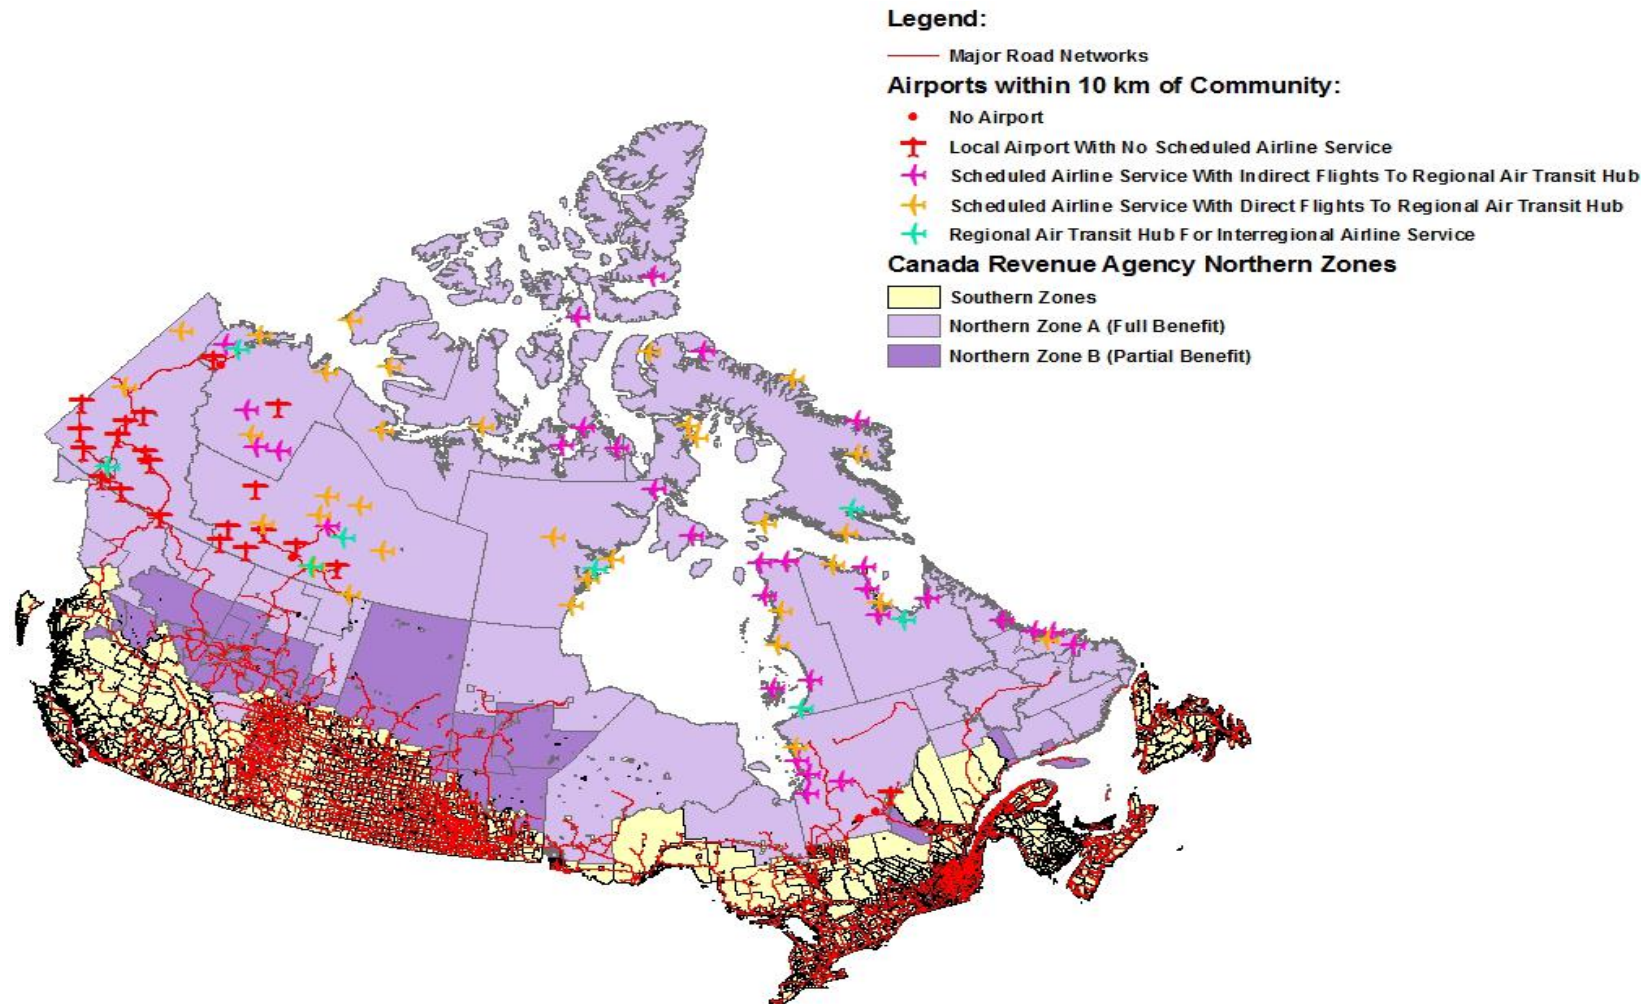 Legend:
Major Road Networks
Airports within 10 km of Community:
No Airport
Local Airport With No Scheduled Airline Service
Scheduled Airline Service With Indirect Flights To Regional Air Transit Hub
Scheduled Airline Service With Direct Flights To Regional Air Transit Hub
Regional Air Transit Hub For Interregional Airline Service
Canada Revenue Agency Northern Zones
Southern Zones
Northern Zone A (Full Benefit)
Northern Zone B (Partial Benefit)